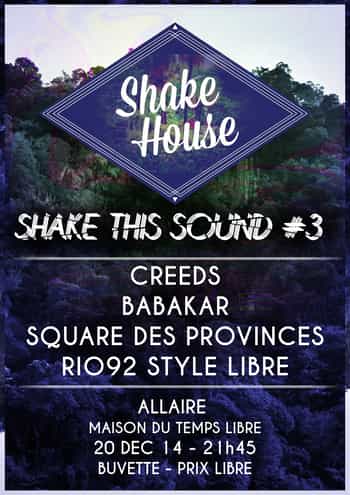 Shake
House
SHAKE THIS SOUND #3
CREEDS
BABAKAR
SQUARE DES PROVINCES
RIO92 STYLE LIBRE
ALLAIRE
MAISON DU TEMPS LIBRE
20 DEC 14 - 21h45
BUVETTE - PRIX LIBRE